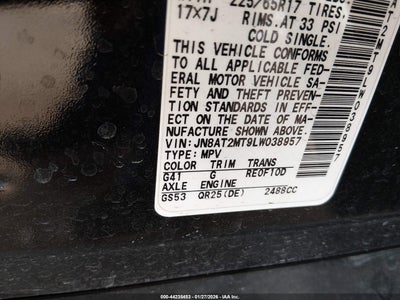 225/65R17 TIRES,
17x7J RIMS. AT 33 PSI
COLD SINGLE.
THIS VEHICLE CONFORMS
TO ALL APPLICABLE FED-
ERAL MOTOR VEHICLE SA-
FETY AND THEFT PREVEN-
TION STANDARDS IN EFF-
ECT ON THE DATE OF MA-
NUFACTURE SHOWN ABOVE.
VIN: JN8AT2MT9LW038957
TYPE: MPV
COLOR TRIM TRANS
G41 G RE0F10D
AXLE ENGINE
GS53 QR25(DE) 2488CC
000-44238483 - 01/27/2026 - IAA